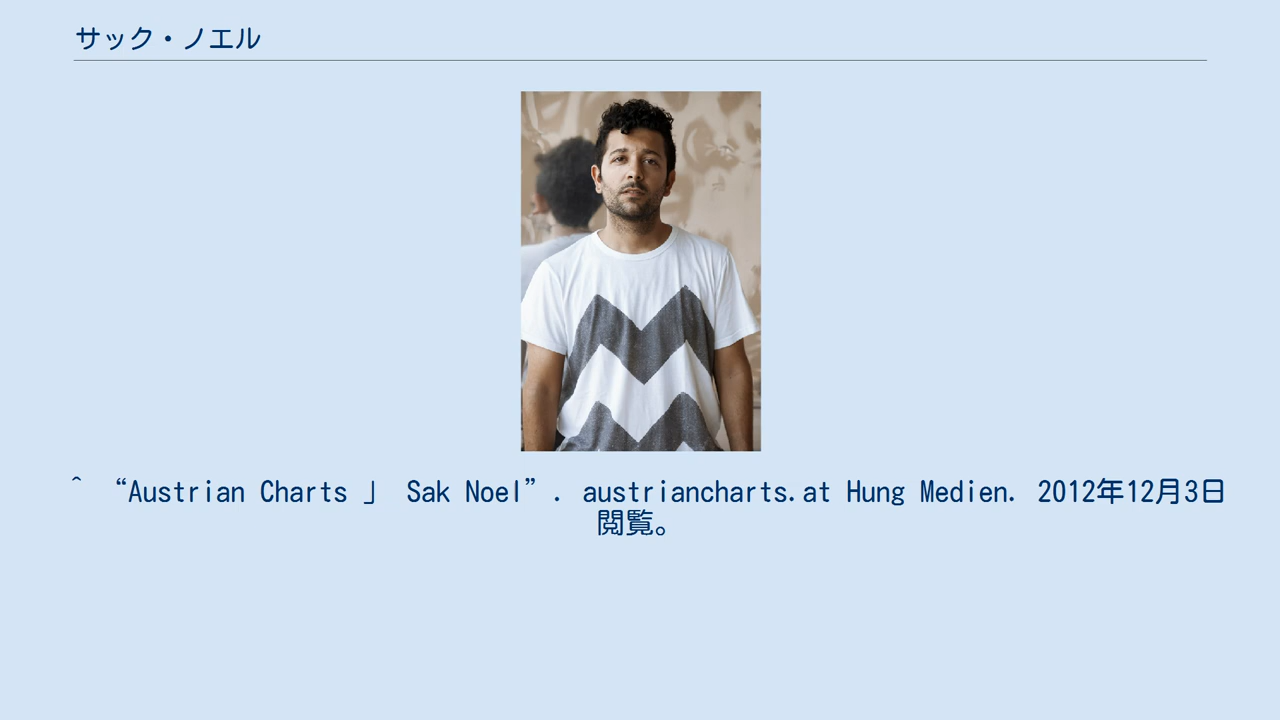 サック・ノエル
^ “Austrian Charts 」 Sak Noel”. austriancharts.at Hung Medien. 2012年12月3日
閲覧。